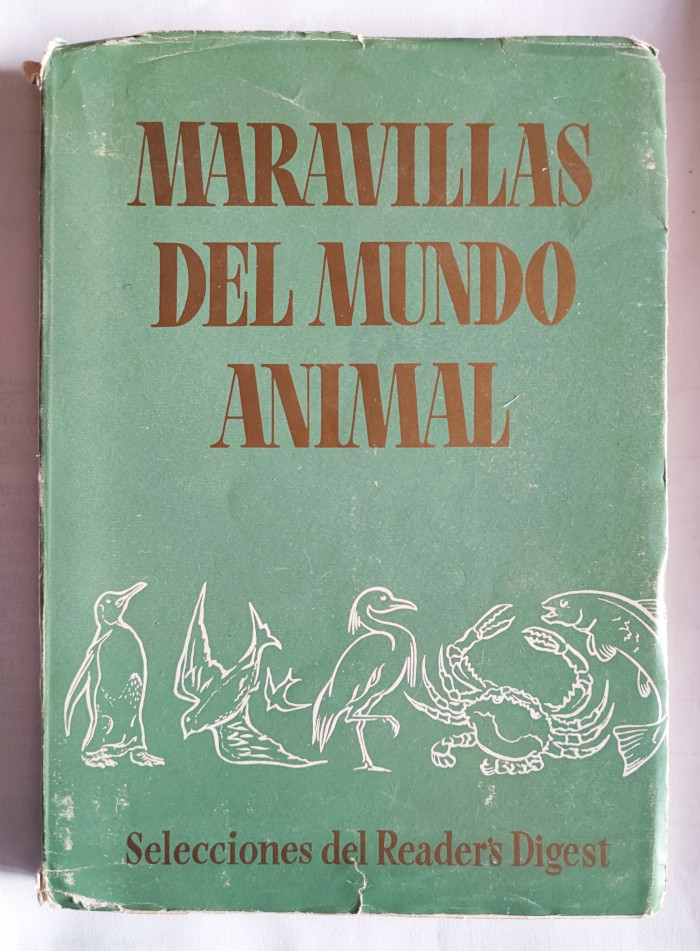 MARAVILLAS
DEL MUNDO
ANIMAL
Selecciones del Reader's Digest